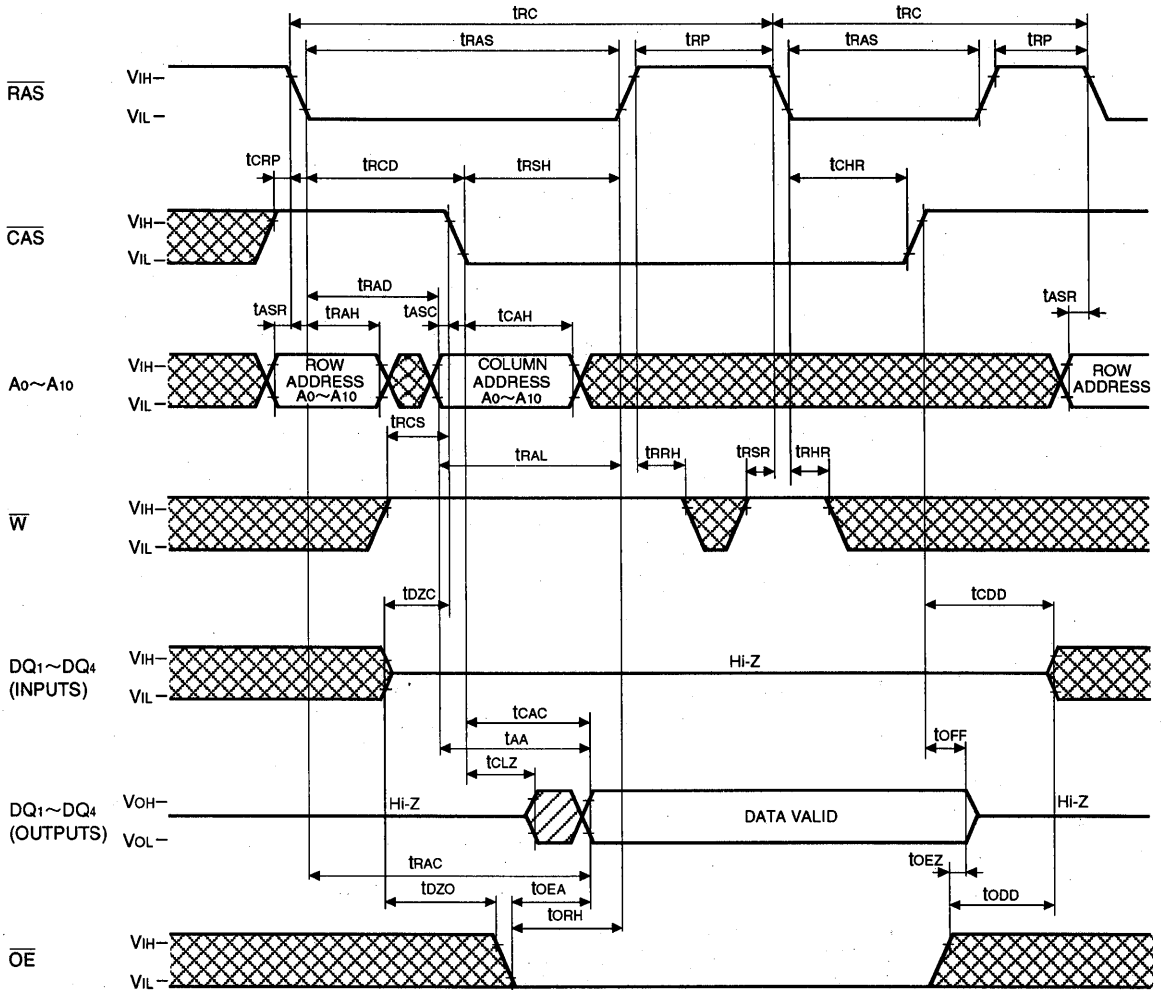 tRC tRC
tRAS tRP tRAS tRP
RAS
VIH
VIL
tCRP tRCD tRSH tCHR
CAS
VIH
VIL
tRAD
tASR tRAH tASC tCAH tASR
A0~A10
VIH
VIL
ROW
ADDRESS
A0~A10
COLUMN
ADDRESS
A0~A10
ROW
ADDRESS
tRCS
tRAL tRRH tRSR tRHR
W
VIH
VIL
tDZC tCDD
DQ1~DQ4
(INPUTS)
VIH
VIL
Hi-Z
tCAC
tAA tOFF
tCLZ
DQ1~DQ4
(OUTPUTS)
VOH
VOL
Hi-Z DATA VALID Hi-Z
tRAC tOEZ
tDZO tOEA tODD
tORH
OE
VIH
VIL